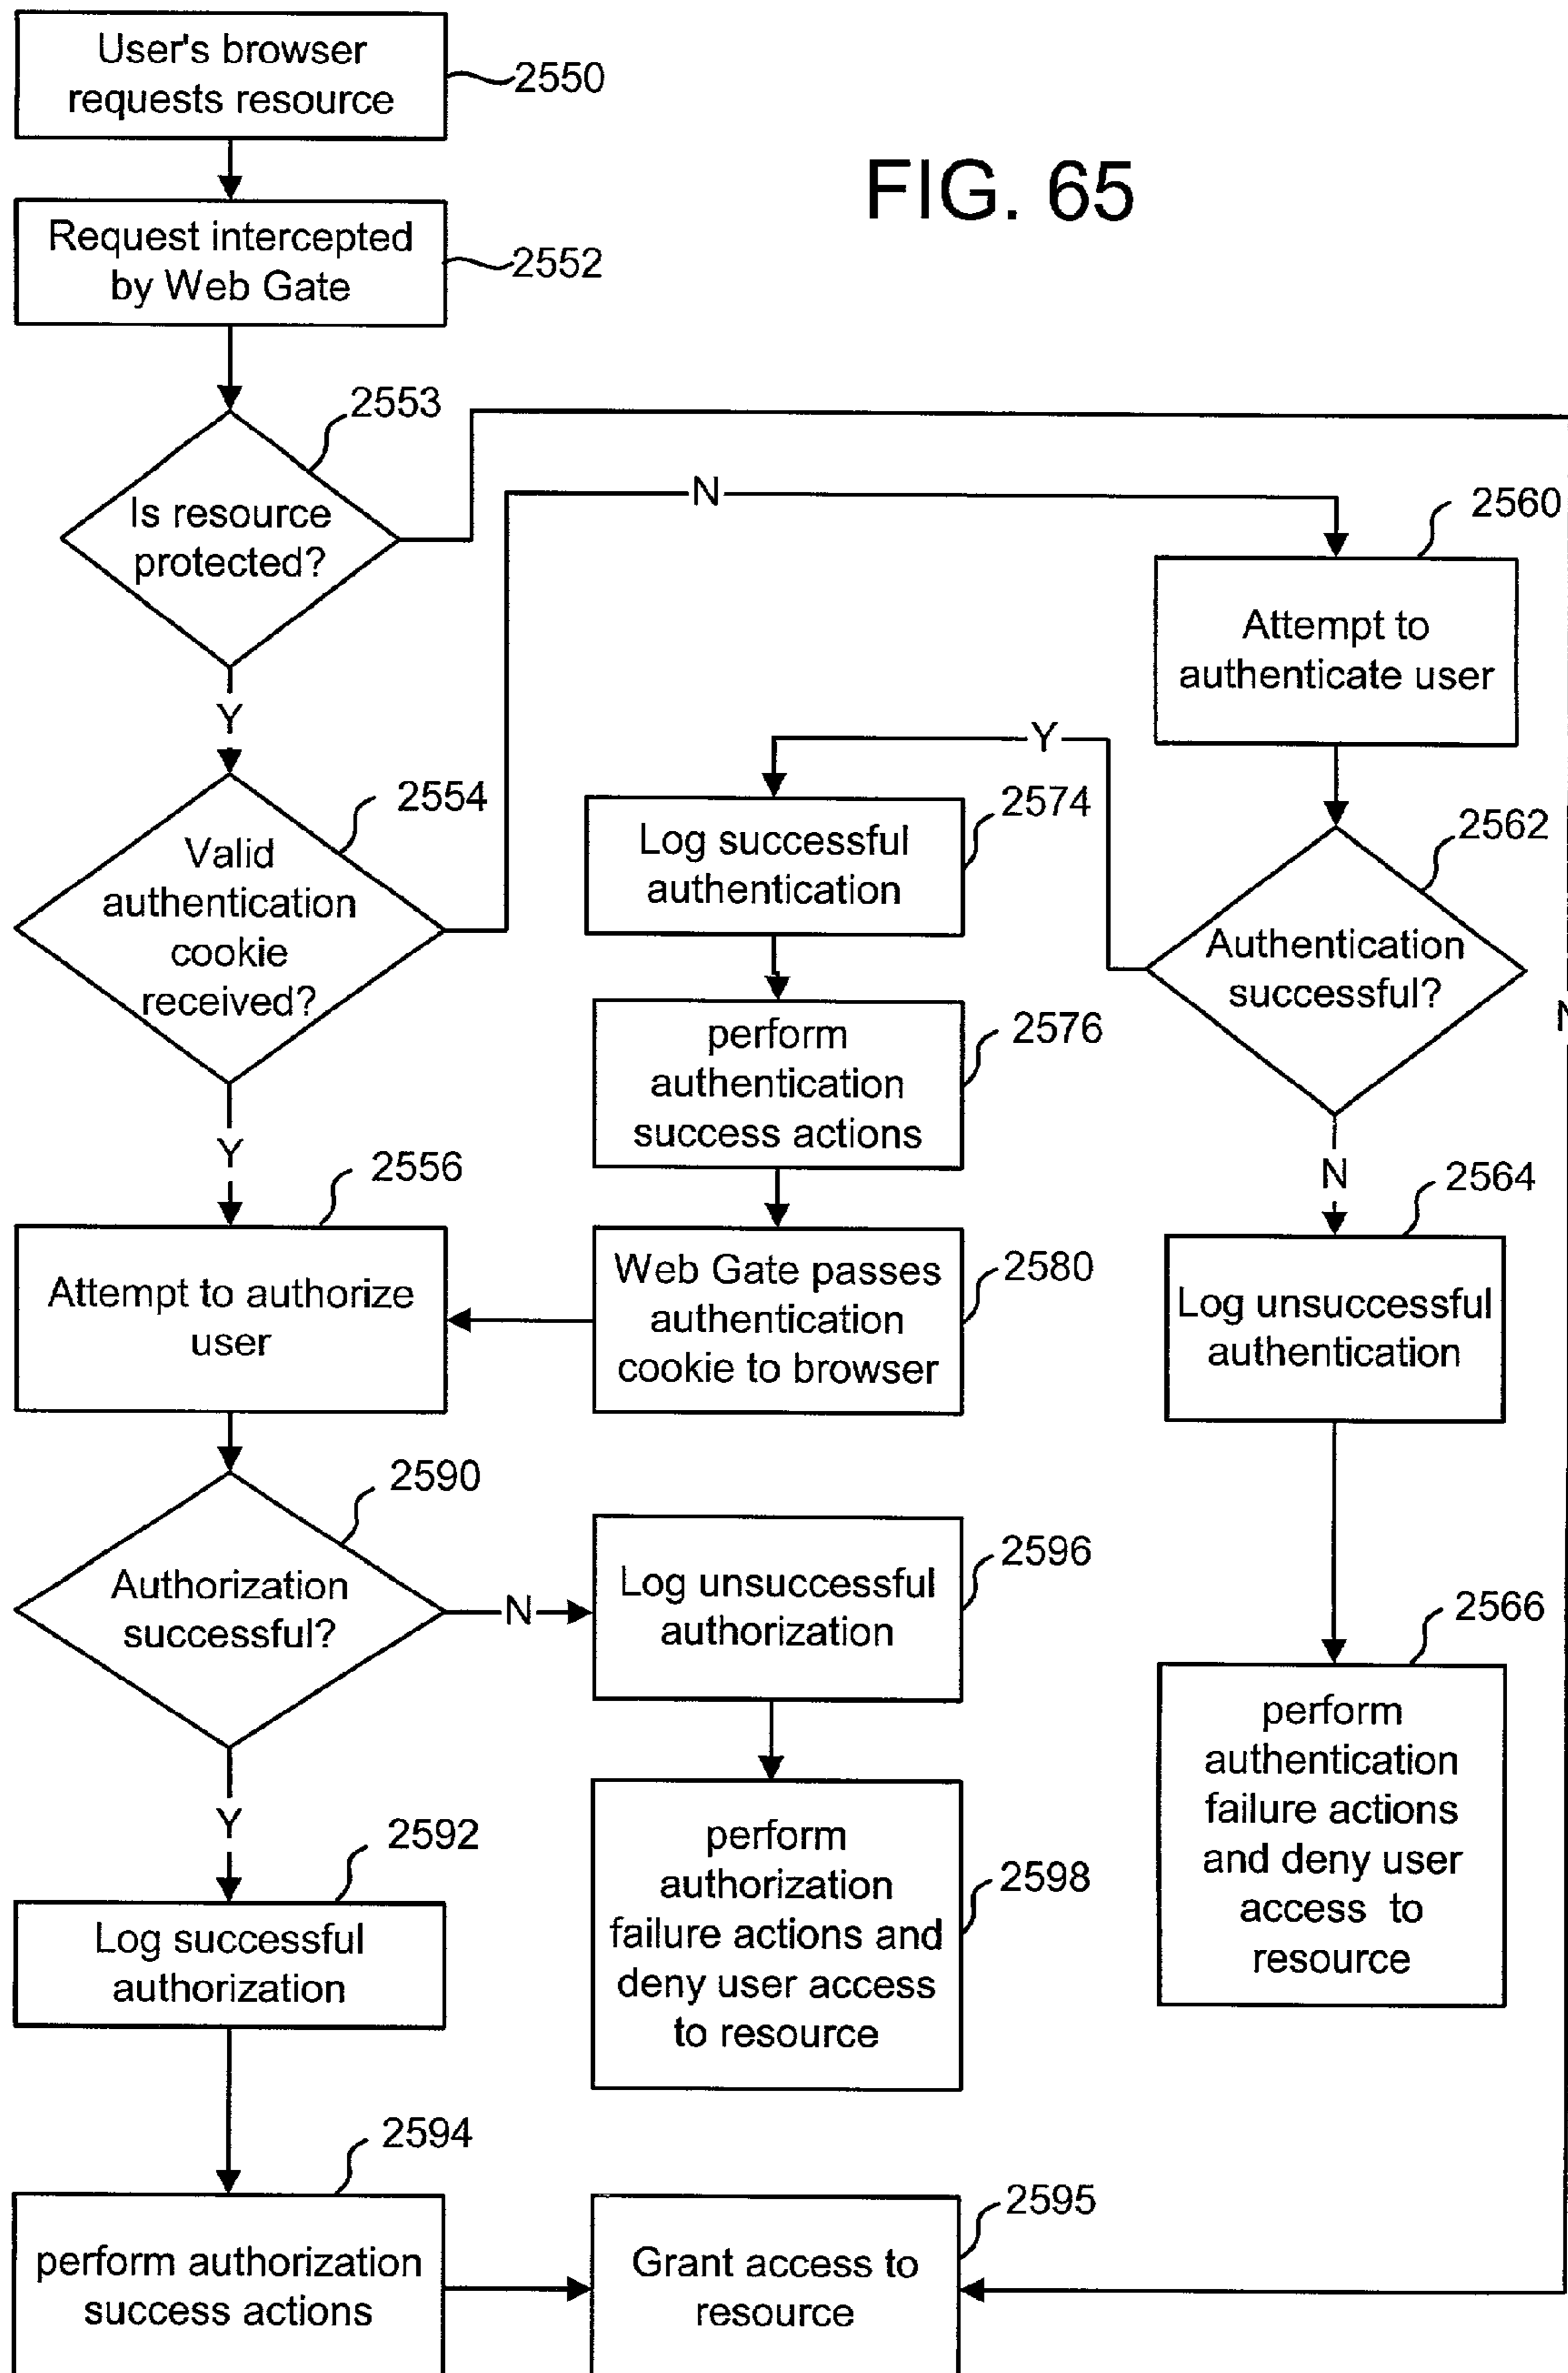 User's browser
requests resource
2550
FIG. 65
Request intercepted
by Web Gate
2552
2553
Is resource
protected?
N
2560
Attempt to
authenticate user
Y
Y
2554
Valid
authentication
cookie
received?
2574
Log successful
authentication
2562
Authentication
successful?
N
2576
perform
authentication
success actions
Y
2556
Attempt to authorize
user
2580
Web Gate passes
authentication
cookie to browser
N
2564
Log unsuccessful
authentication
2590
Authorization
successful?
N
2596
Log unsuccessful
authorization
2566
perform
authentication
failure actions
and deny user
access to
resource
Y
2592
Log successful
authorization
2598
perform
authorization
failure actions and
deny user access
to resource
2594
perform authorization
success actions
2595
Grant access to
resource